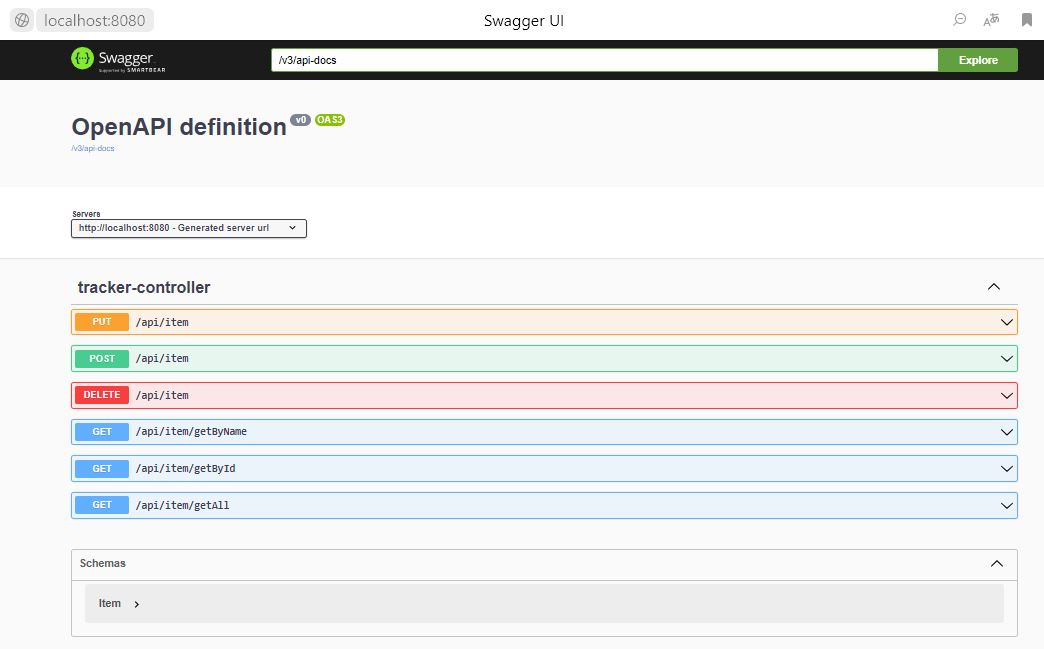 localhost:8080
Swagger UI
Swagger
Supported by SMARTBEAR
/v3/api-docs
Explore
OpenAPI definition v0 OAS3
/v3/api-docs
Servers
http://localhost:8080 - Generated server url
tracker-controller
PUT /api/item
POST /api/item
DELETE /api/item
GET /api/item/getByName
GET /api/item/getById
GET /api/item/getAll
Schemas
Item